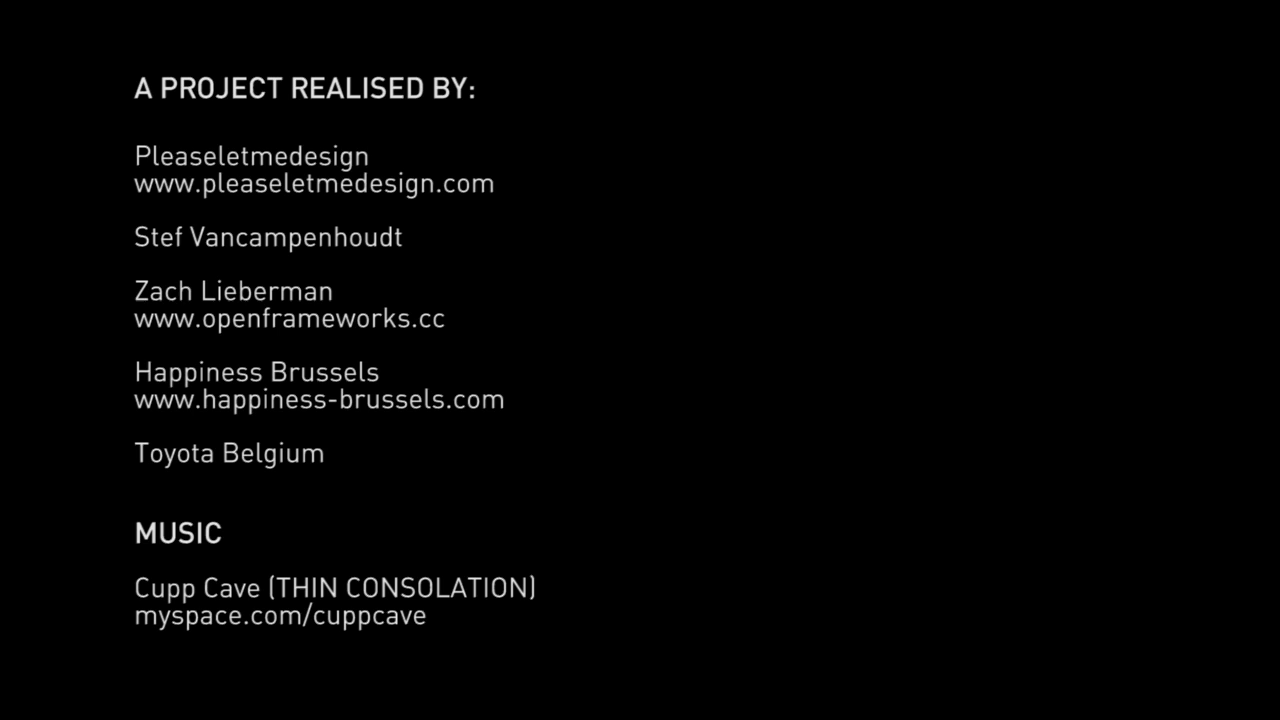 A PROJECT REALISED BY:
Pleaseletmedesign
www.pleaseletmedesign.com
Stef Vancampenhoudt
Zach Lieberman
www.openframeworks.cc
Happiness Brussels
www.happiness-brussels.com
Toyota Belgium
MUSIC
Cupp Cave (THIN CONSOLATION)
myspace.com/cuppcave